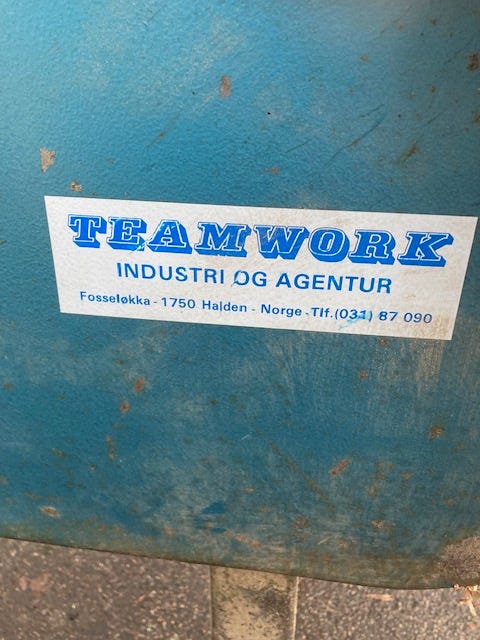 TEAMWORK
INDUSTRI OG AGENTUR
Fosseløkka - 1750 Halden - Norge - Tlf. (031) 87 090